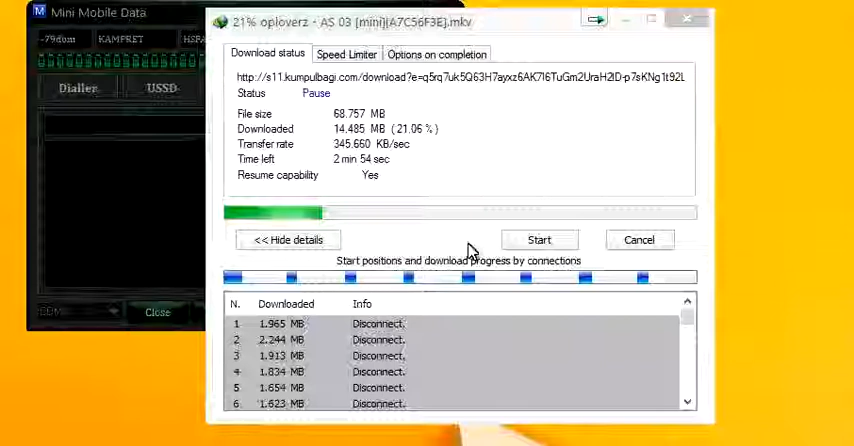 Mini Mobile Data
-79dom KAMFRET HSPA
Dialler USSD
COM Close
21% oploverz - AS 03 [mini][A7C56F3E].mkv
Download status Speed Limiter Options on completion
http://s11.kumpulbagi.com/download?e=q5rq7uk5Q63H7ayxz6AK7l6TuGm2UraH2lD-p7sKNg1t92L
Status Pause
File size 68.757 MB
Downloaded 14.485 MB ( 21.06 % )
Transfer rate 345.660 KB/sec
Time left 2 min 54 sec
Resume capability Yes
<< Hide details Start Cancel
Start positions and download progress by connections
N. Downloaded Info
1 1.965 MB Disconnect.
2 2.244 MB Disconnect.
3 1.913 MB Disconnect.
4 1.834 MB Disconnect.
5 1.654 MB Disconnect.
6 1.623 MB Disconnect.